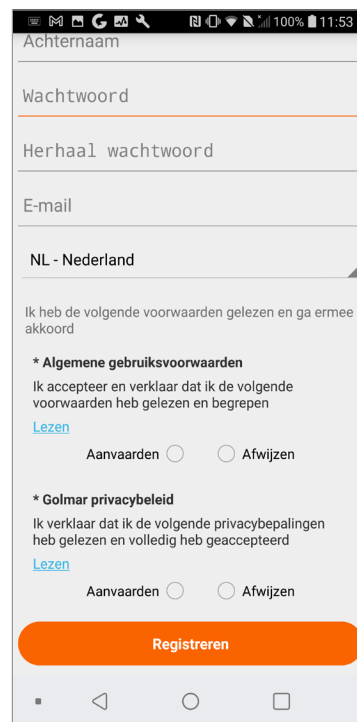 100% 11:53
Achternaam
Wachtwoord
Herhaal wachtwoord
E-mail
NL - Nederland
Ik heb de volgende voorwaarden gelezen en ga ermee
akkoord
* Algemene gebruiksvoorwaarden
Ik accepteer en verklaar dat ik de volgende
voorwaarden heb gelezen en begrepen
Lezen
Aanvaarden Afwijzen
* Golmar privacybeleid
Ik verklaar dat ik de volgende privacybepalingen
heb gelezen en volledig heb geaccepteerd
Lezen
Aanvaarden Afwijzen
Registreren